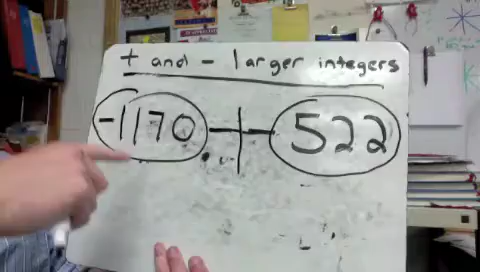 + and - larger integers
-1170 + 522